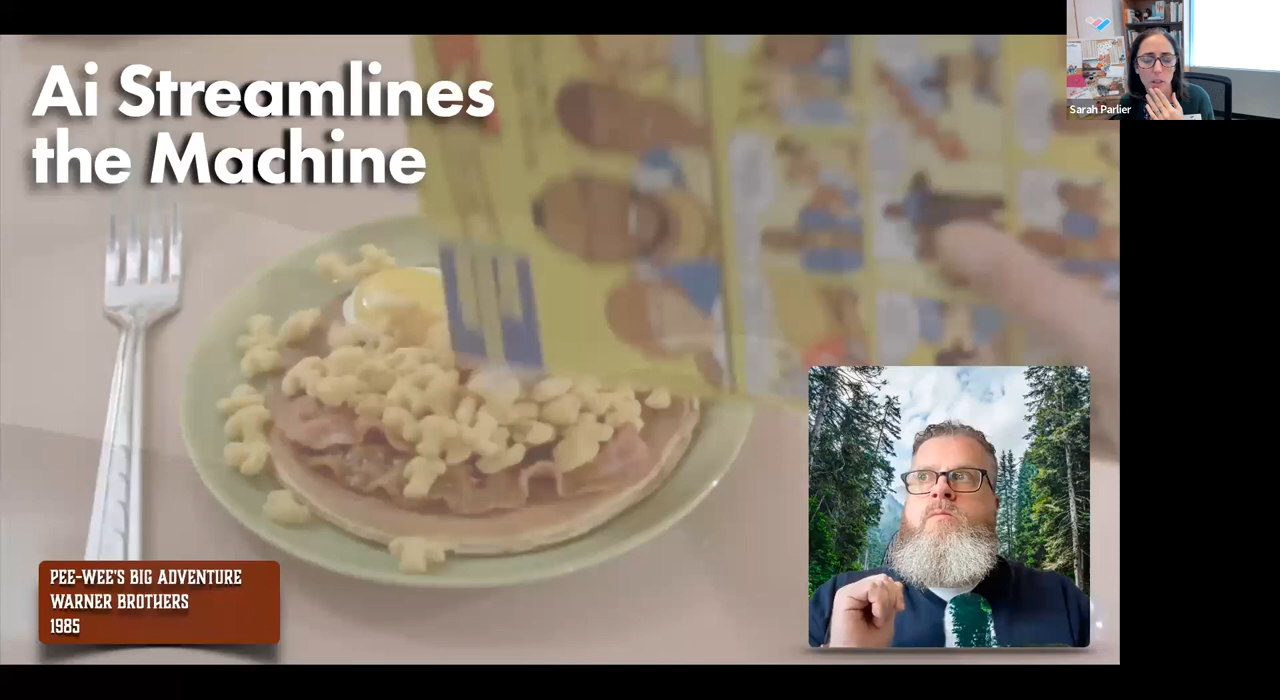 Ai Streamlines
the Machine
Sarah Parlier
PEE-WEE'S BIG ADVENTURE
WARNER BROTHERS
1985